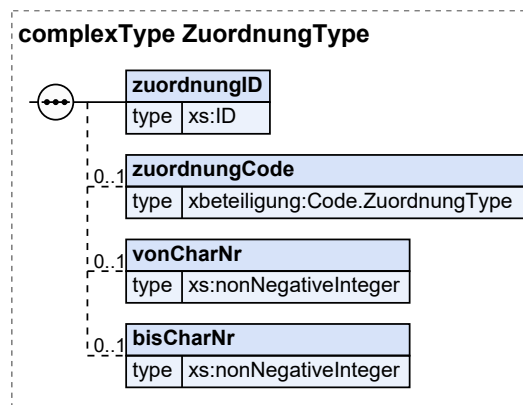 complexType ZuordnungType
zuordnungID
type xs:ID
0..1
zuordnungCode
type xbeteiligung:Code.ZuordnungType
0..1
vonCharNr
type xs:nonNegativeInteger
0..1
bisCharNr
type xs:nonNegativeInteger